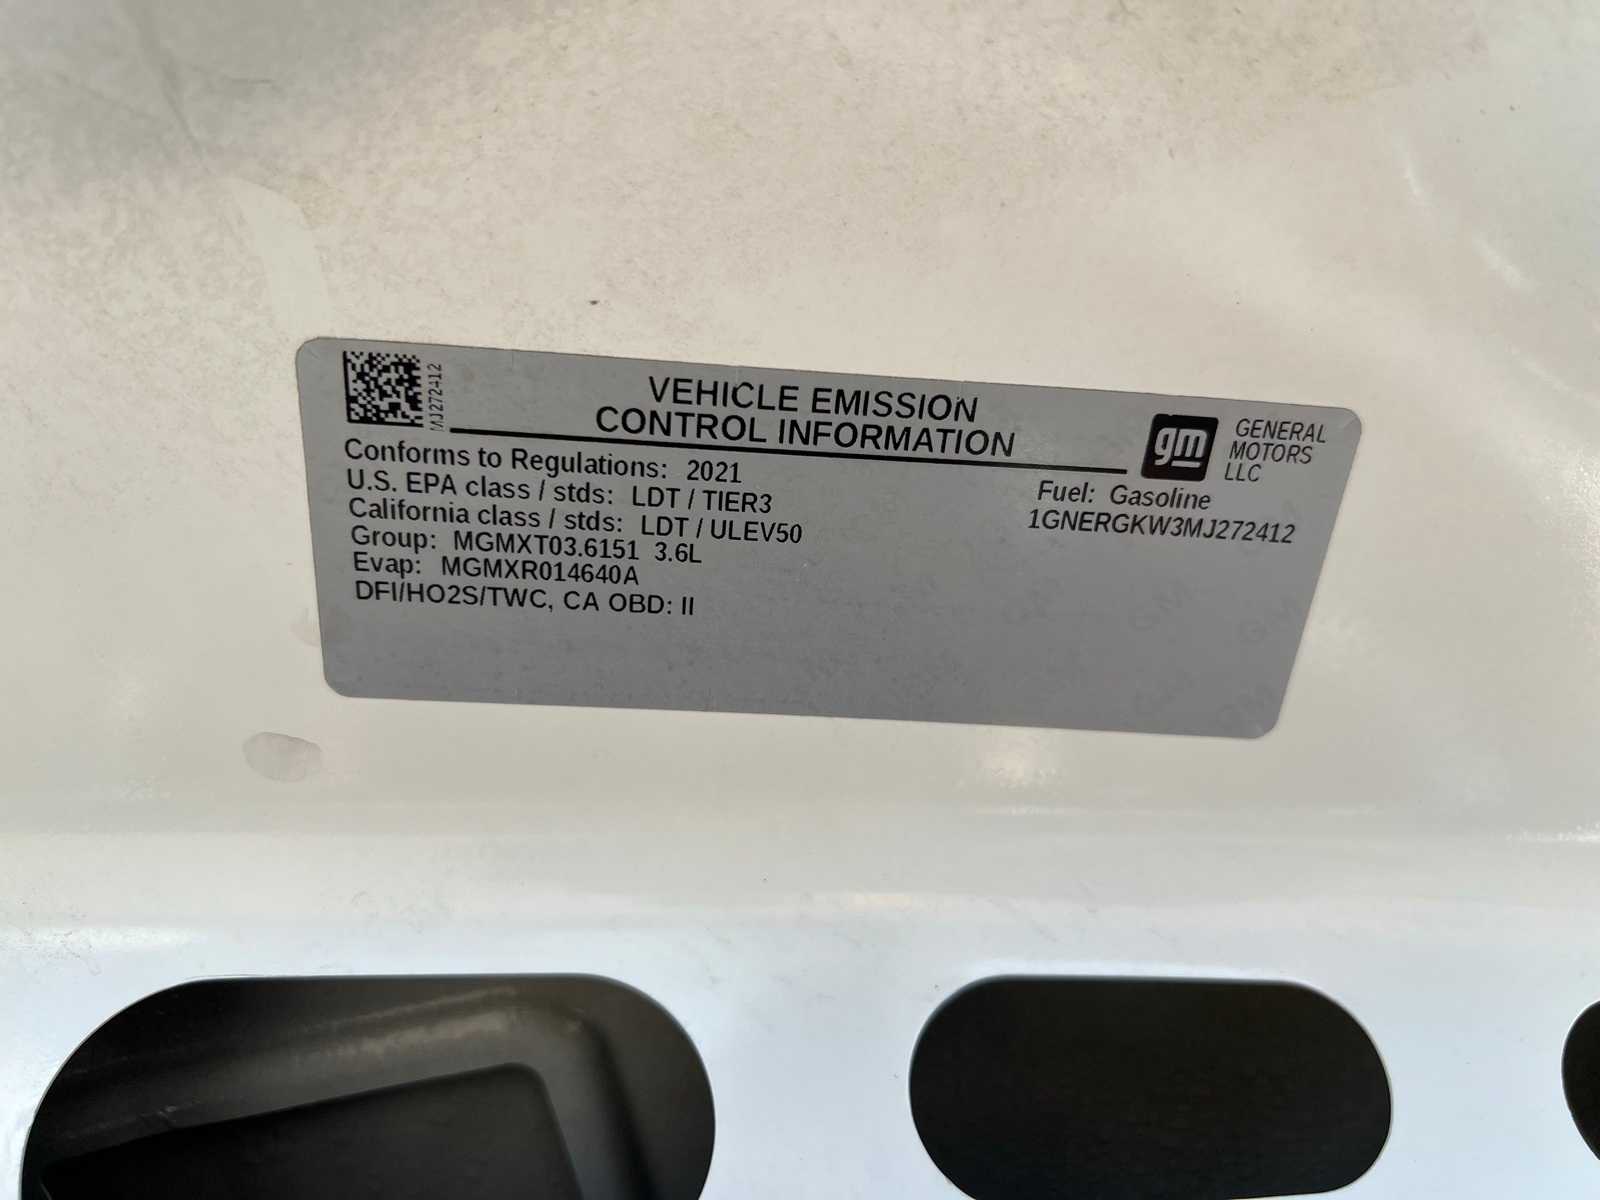 MJ272412
VEHICLE EMISSION
CONTROL INFORMATION
gm
GENERAL
MOTORS
LLC
Conforms to Regulations: 2021
U.S. EPA class / stds: LDT / TIER3
California class / stds: LDT / ULEV50
Group: MGMXT03.6151 3.6L
Evap: MGMXR014640A
DFI/HO2S/TWC, CA OBD: II
Fuel: Gasoline
1GNERGKW3MJ272412